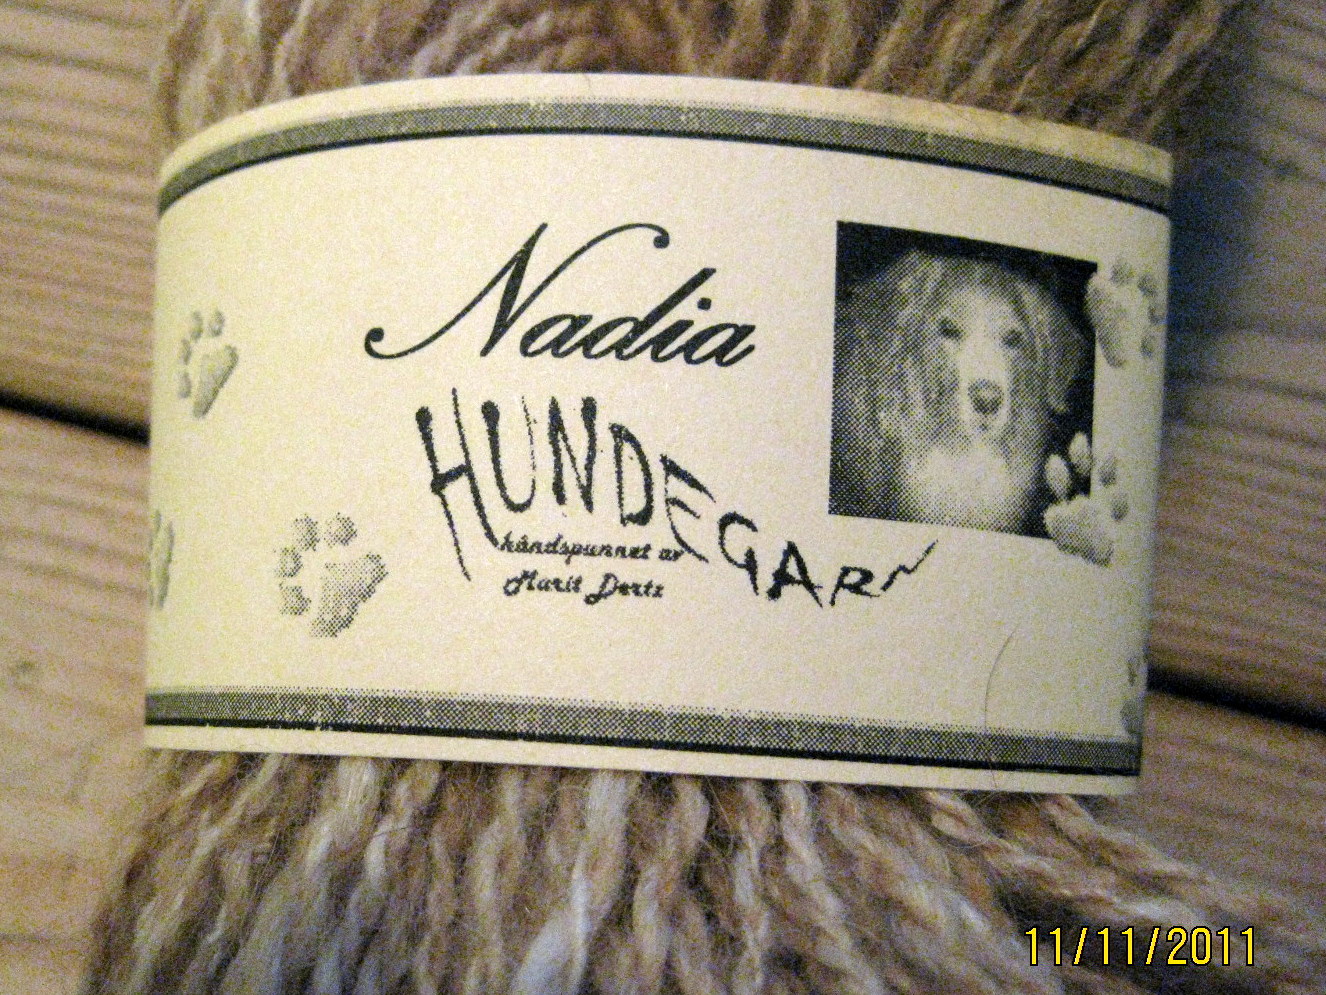 Nadia
HUNDEGARN
håndspunnet av
Marit Dertz
11/11/2011